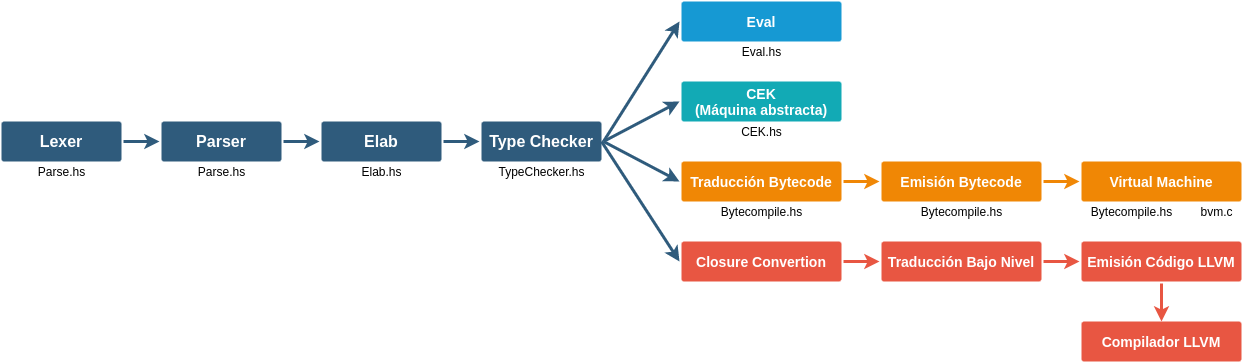 Eval
Eval.hs
CEK
(Máquina abstracta)
CEK.hs
Lexer
Parse.hs
Parser
Parse.hs
Elab
Elab.hs
Type Checker
TypeChecker.hs
Traducción Bytecode
Bytecompile.hs
Emisión Bytecode
Bytecompile.hs
Virtual Machine
Bytecompile.hs bvm.c
Closure Convertion
Traducción Bajo Nivel
Emisión Código LLVM
Compilador LLVM